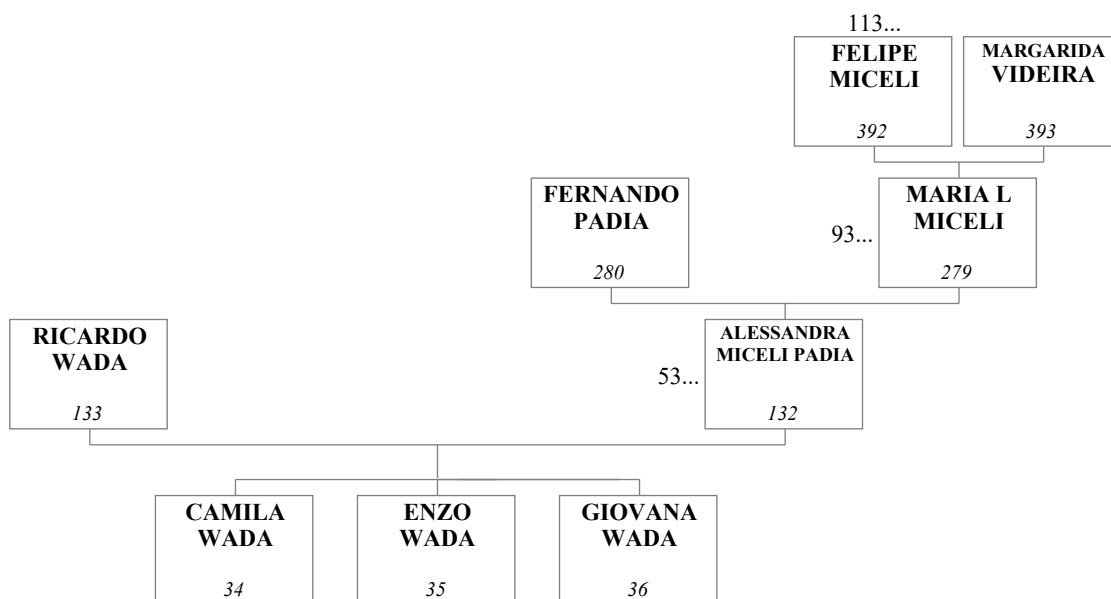 113...
FELIPE
MICELI
392
MARGARIDA
VIDEIRA
393
FERNANDO
PADIA
280
93...
MARIA L
MICELI
279
RICARDO
WADA
133
53...
ALESSANDRA
MICELI PADIA
132
CAMILA
WADA
34
ENZO
WADA
35
GIOVANA
WADA
36